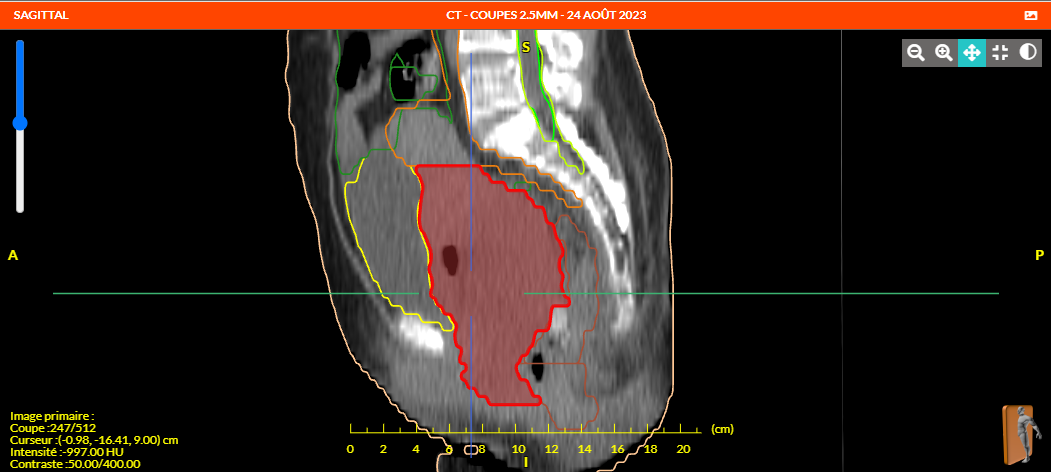 SAGITTAL
CT - COUPES 2.5MM - 24 AOÛT 2023
S
A
P
Image primaire :
Coupe :247/512
Curseur :(-0.98, -16.41, 9.00) cm
Intensité :-997.00 HU
Contraste :50.00/400.00
0 2 4 6 8 10 12 14 16 18 20 (cm)
I